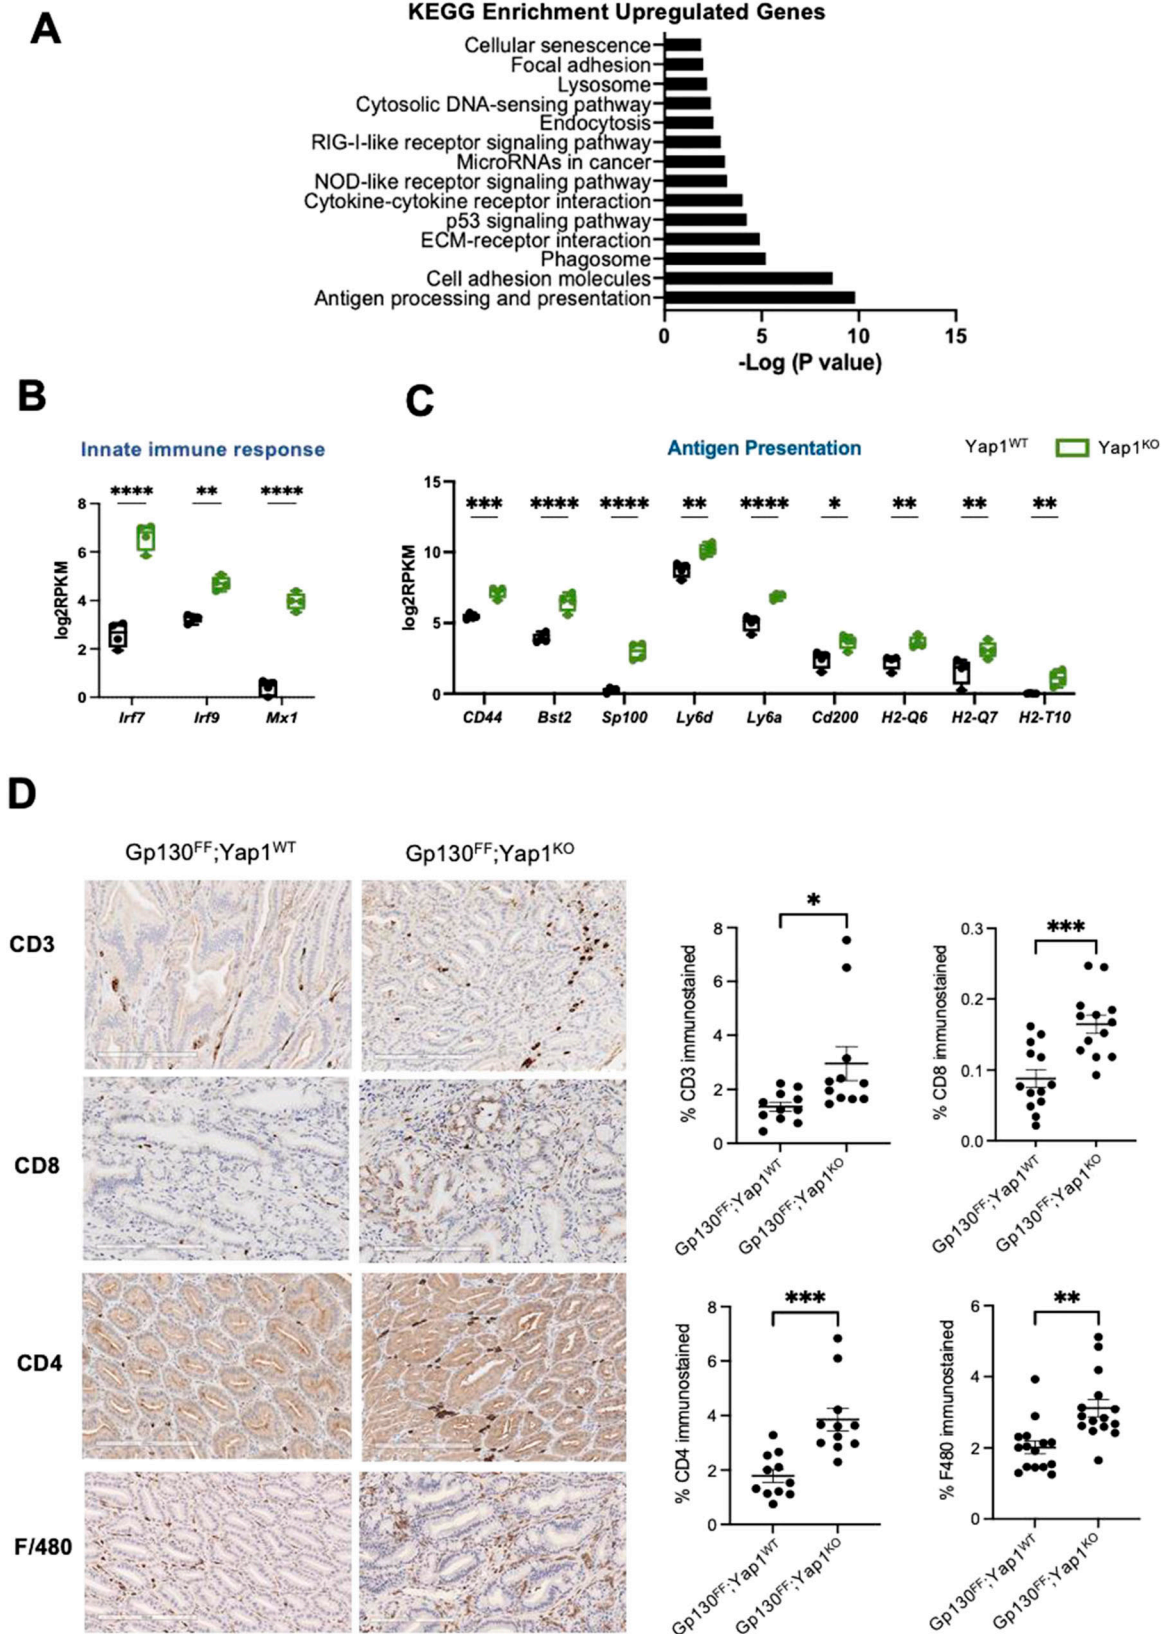 A
KEGG Enrichment Upregulated Genes
Cellular senescence
Focal adhesion
Lysosome
Cytosolic DNA-sensing pathway
Endocytosis
RIG-I-like receptor signaling pathway
MicroRNAs in cancer
NOD-like receptor signaling pathway
Cytokine-cytokine receptor interaction
p53 signaling pathway
ECM-receptor interaction
Phagosome
Cell adhesion molecules
Antigen processing and presentation
0 5 10 15
-Log (P value)
B
Innate immune response
**** ** ****
8
6
4
2
0
log2RPKM
Irf7 Irf9 Mx1
C
Antigen Presentation
Yap1WT Yap1KO
*** **** **** ** **** * ** ** **
15
10
5
0
log2RPKM
CD44 Bst2 Sp100 Ly6d Ly6a Cd200 H2-Q6 H2-Q7 H2-T10
D
Gp130FF;Yap1WT Gp130FF;Yap1KO
CD3
CD8
CD4
F/480
*
8
6
4
2
0
% CD3 immunostained
Gp130FF;Yap1WT Gp130FF;Yap1KO
***
0.3
0.2
0.1
0.0
% CD8 immunostained
Gp130FF;Yap1WT Gp130FF;Yap1KO
***
8
6
4
2
0
% CD4 immunostained
Gp130FF;Yap1WT Gp130FF;Yap1KO
**
6
4
2
0
% F480 immunostained
Gp130FF;Yap1WT Gp130FF;Yap1KO